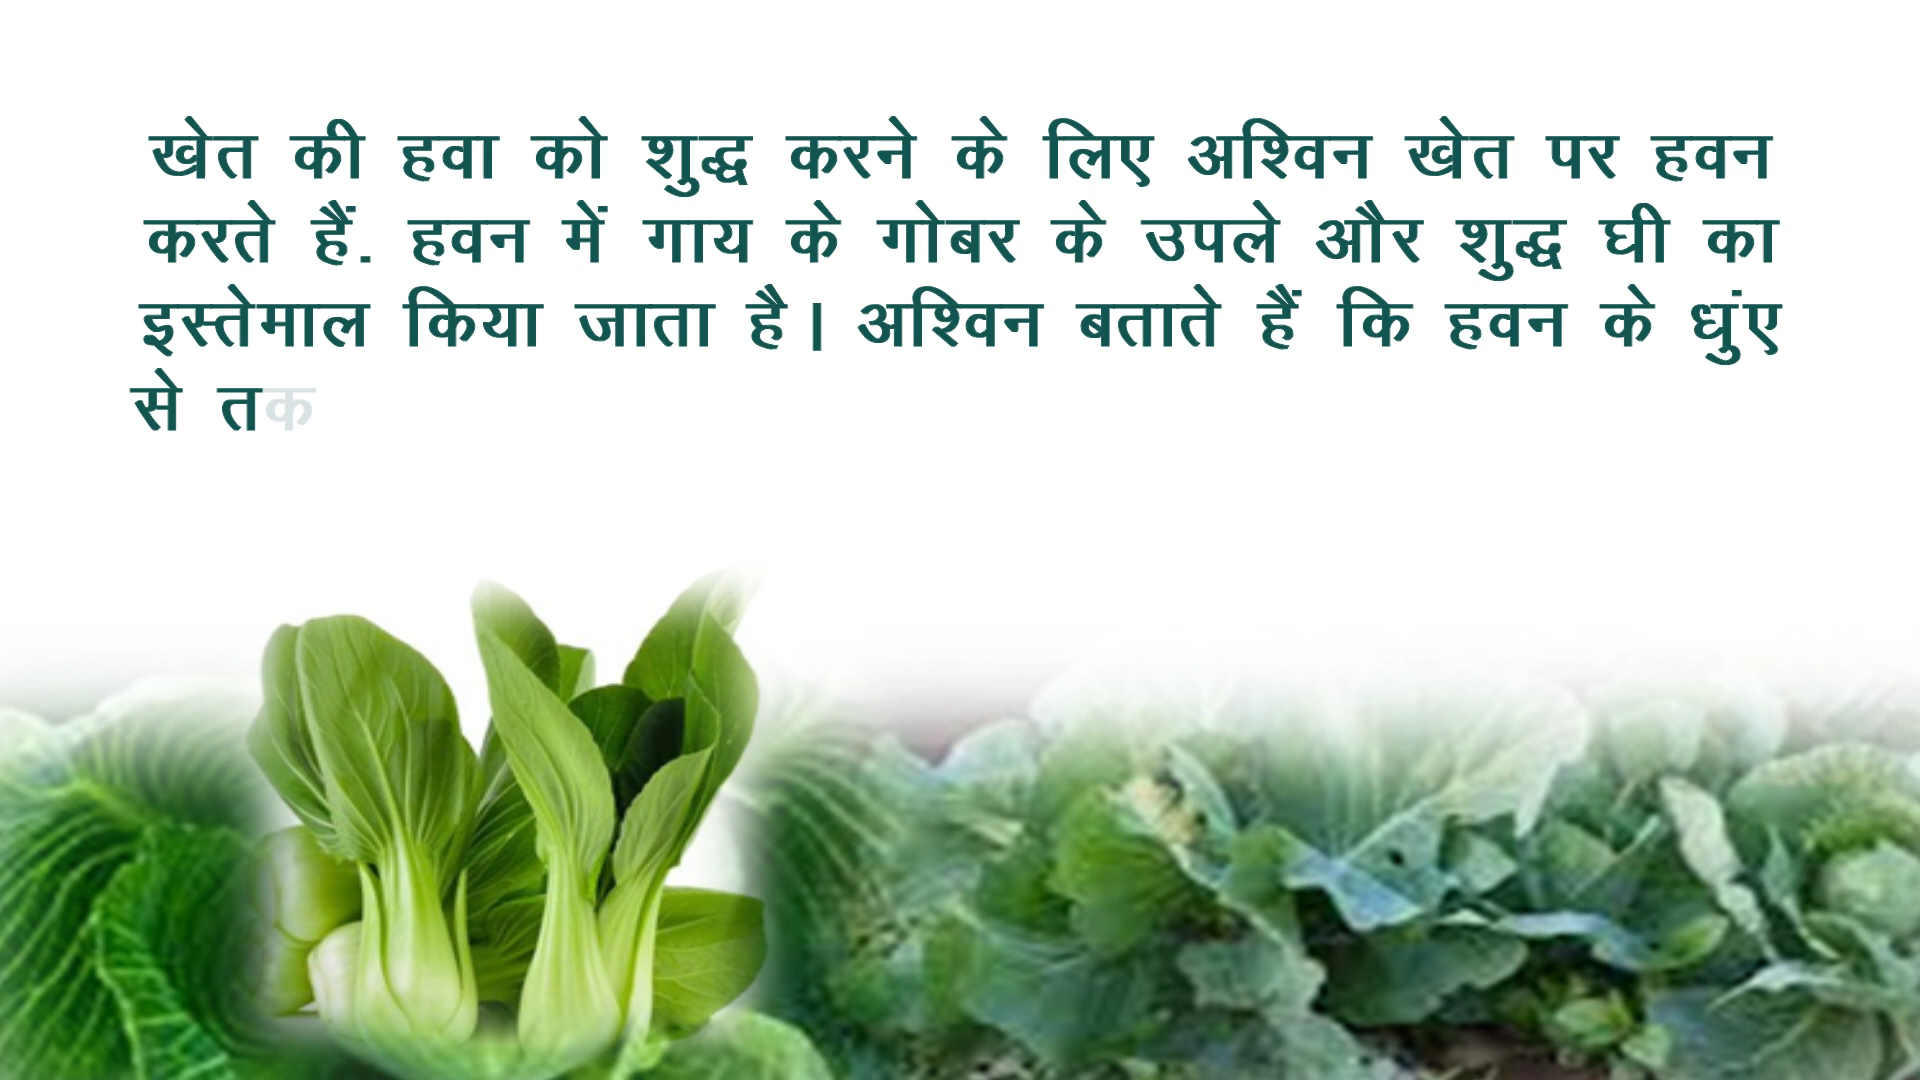 खेत की हवा को शुद्ध करने के लिए अश्विन खेत पर हवन
करते हैं. हवन में गाय के गोबर के उपले और शुद्ध घी का
इस्तेमाल किया जाता है। अश्विन बताते हैं कि हवन के धुंए
से तक